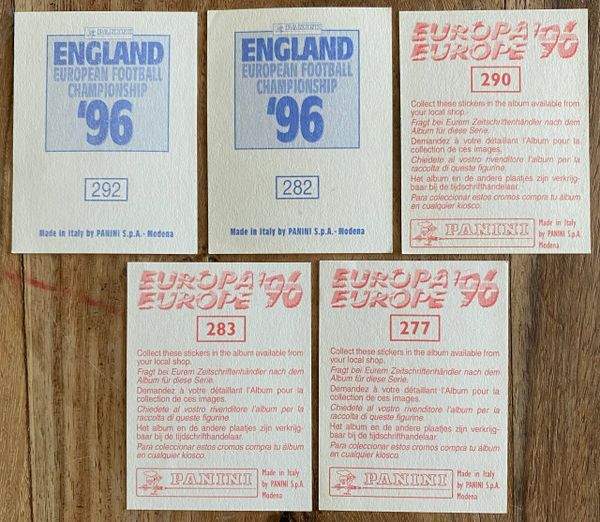 PANINI
ENGLAND
EUROPEAN FOOTBALL
CHAMPIONSHIP
'96
292
Made in Italy by PANINI S.p.A. - Modena
PANINI
ENGLAND
EUROPEAN FOOTBALL
CHAMPIONSHIP
'96
282
Made in Italy by PANINI S.p.A. - Modena
EUROPA '96
EUROPE
290
Collect these stickers in the album available from
your local shop.
Fragt bei Eurem Zeitschriftenhändler nach dem
Album für diese Serie.
Demandez à votre détaillant l'Album pour la
collection de ces images.
Chiedete al vostro rivenditore l'album per la
raccolta di queste figurine.
Het album en de andere plaatjes zijn verkrijg-
baar bij de tijdschrifthandelaar.
Para coleccionar estos cromos compra tu álbum
en cualquier kiosco.
PANINI
Made in Italy
by PANINI S.p.A.
Modena
EUROPA '96
EUROPE
283
Collect these stickers in the album available from
your local shop.
Fragt bei Eurem Zeitschriftenhändler nach dem
Album für diese Serie.
Demandez à votre détaillant l'Album pour la
collection de ces images.
Chiedete al vostro rivenditore l'album per la
raccolta di queste figurine.
Het album en de andere plaatjes zijn verkrijg-
baar bij de tijdschrifthandelaar.
Para coleccionar estos cromos compra tu álbum
en cualquier kiosco.
PANINI
Made in Italy
by PANINI S.p.A.
Modena
EUROPA '96
EUROPE
277
Collect these stickers in the album available from
your local shop.
Fragt bei Eurem Zeitschriftenhändler nach dem
Album für diese Serie.
Demandez à votre détaillant l'Album pour la
collection de ces images.
Chiedete al vostro rivenditore l'album per la
raccolta di queste figurine.
Het album en de andere plaatjes zijn verkrijg-
baar bij de tijdschrifthandelaar.
Para coleccionar estos cromos compra tu álbum
en cualquier kiosco.
PANINI
Made in Italy
by PANINI S.p.A.
Modena